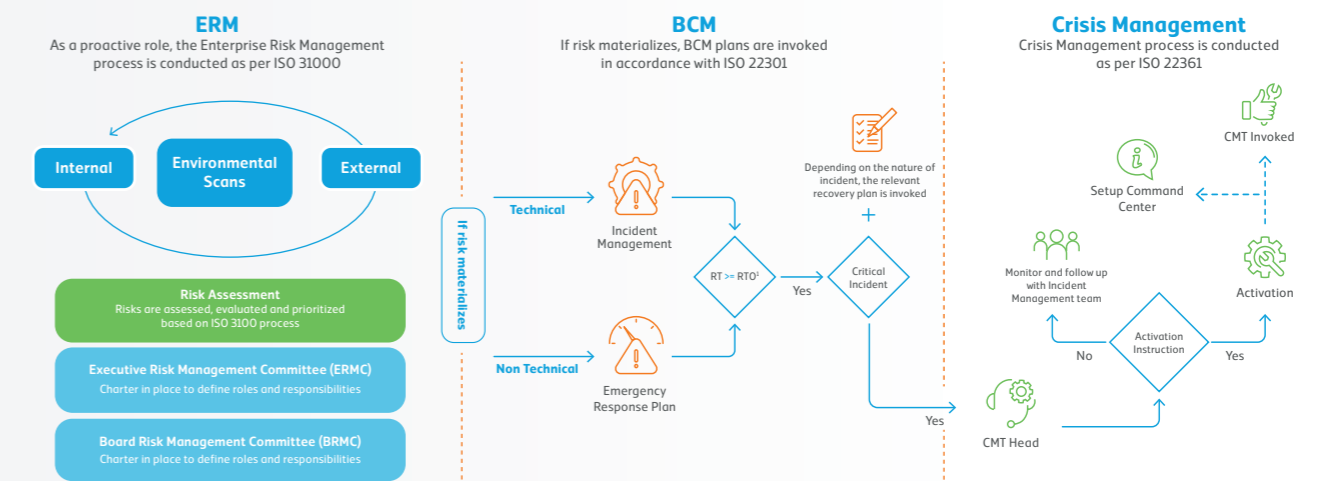 ERM
As a proactive role, the Enterprise Risk Management
process is conducted as per ISO 31000
Internal
Environmental
Scans
External
Risk Assessment
Risks are assessed, evaluated and prioritized
based on ISO 3100 process
Executive Risk Management Committee (ERMC)
Charter in place to define roles and responsibilities
Board Risk Management Committee (BRMC)
Charter in place to define roles and responsibilities
If risk materializes
BCM
If risk materializes, BCM plans are invoked
in accordance with ISO 22301
Technical
Incident
Management
Non Technical
Emergency
Response Plan
RT >= RTO¹
Yes
Depending on the nature of
incident, the relevant
recovery plan is invoked
+
Critical
Incident
Yes
Crisis Management
Crisis Management process is conducted
as per ISO 22361
CMT Invoked
Setup Command
Center
Monitor and follow up
with Incident
Management team
Activation
Activation
Instruction
No
Yes
CMT Head